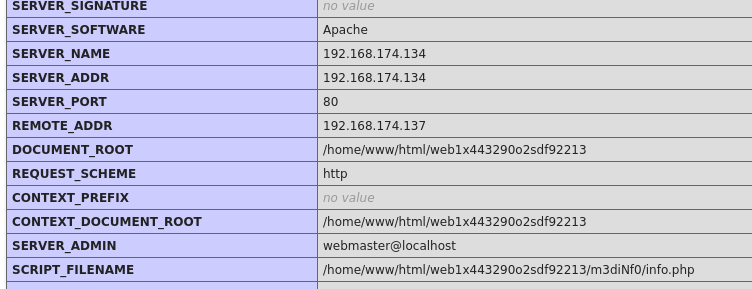 SERVER_SIGNATURE no value
SERVER_SOFTWARE Apache
SERVER_NAME 192.168.174.134
SERVER_ADDR 192.168.174.134
SERVER_PORT 80
REMOTE_ADDR 192.168.174.137
DOCUMENT_ROOT /home/www/html/web1x443290o2sdf92213
REQUEST_SCHEME http
CONTEXT_PREFIX no value
CONTEXT_DOCUMENT_ROOT /home/www/html/web1x443290o2sdf92213
SERVER_ADMIN webmaster@localhost
SCRIPT_FILENAME /home/www/html/web1x443290o2sdf92213/m3diNf0/info.php